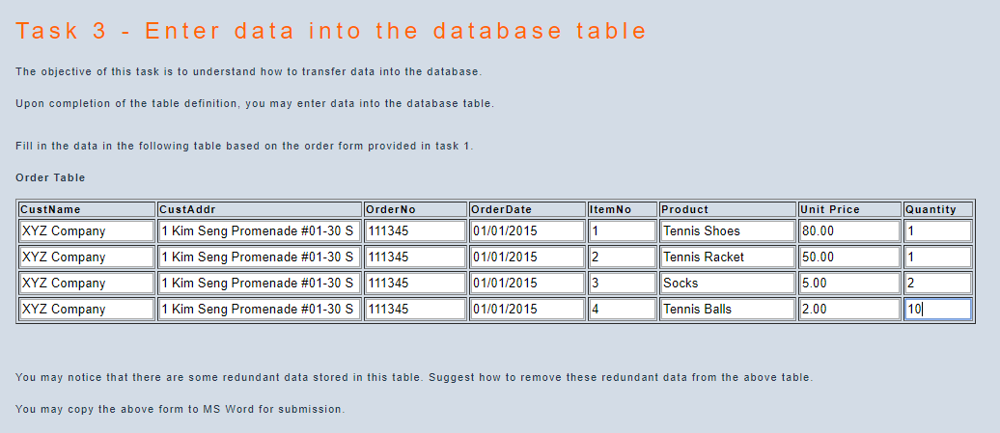 Task 3 - Enter data into the database table
The objective of this task is to understand how to transfer data into the database.
Upon completion of the table definition, you may enter data into the database table.
Fill in the data in the following table based on the order form provided in task 1.
Order Table
CustName CustAddr OrderNo OrderDate ItemNo Product Unit Price Quantity
XYZ Company 1 Kim Seng Promenade #01-30 S 111345 01/01/2015 1 Tennis Shoes 80.00 1
XYZ Company 1 Kim Seng Promenade #01-30 S 111345 01/01/2015 2 Tennis Racket 50.00 1
XYZ Company 1 Kim Seng Promenade #01-30 S 111345 01/01/2015 3 Socks 5.00 2
XYZ Company 1 Kim Seng Promenade #01-30 S 111345 01/01/2015 4 Tennis Balls 2.00 10
You may notice that there are some redundant data stored in this table. Suggest how to remove these redundant data from the above table.
You may copy the above form to MS Word for submission.